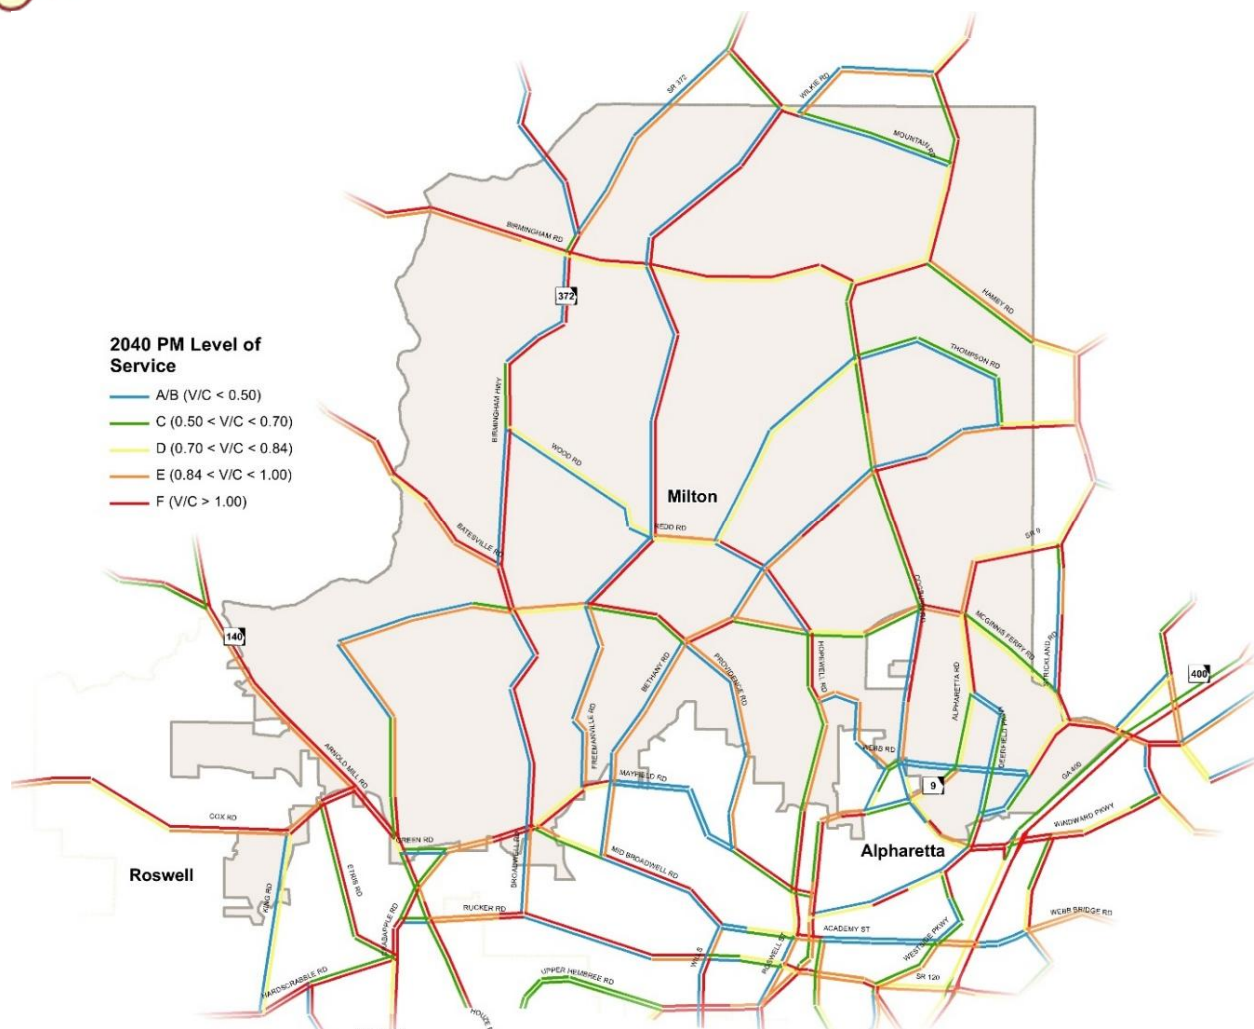 SR 372
WILKIE RD
MOUNTAIN RD
BIRMINGHAM RD
372
HAMBY RD
2040 PM Level of
Service
A/B (V/C < 0.50)
C (0.50 < V/C < 0.70)
D (0.70 < V/C < 0.84)
E (0.84 < V/C < 1.00)
F (V/C > 1.00)
THOMPSON RD
BIRMINGHAM HWY
WOOD RD
Milton
REDD RD
BATESVILLE RD
SR 9
140
MCGINNIS FERRY RD
STRICKLAND RD
HOPEWELL RD
BETHANY RD
PROVIDENCE RD
400
ALPHARETTA RD
FREEMANVILLE RD
WEBB RD
ARNOLD MILL RD
MAYFIELD RD
GA 400
9
COX RD
WINDWARD PKWY
GREEN RD
Alpharetta
BROADWELL RD
MID BROADWELL RD
Roswell
ETRIS RD
KING RD
RUCKER RD
WEBB BRIDGE RD
ACADEMY ST
WESTSIDE PKWY
ROSWELL ST
WILLS
HARDSCRABBLE RD
UPPER HEMBREE RD
SR 120